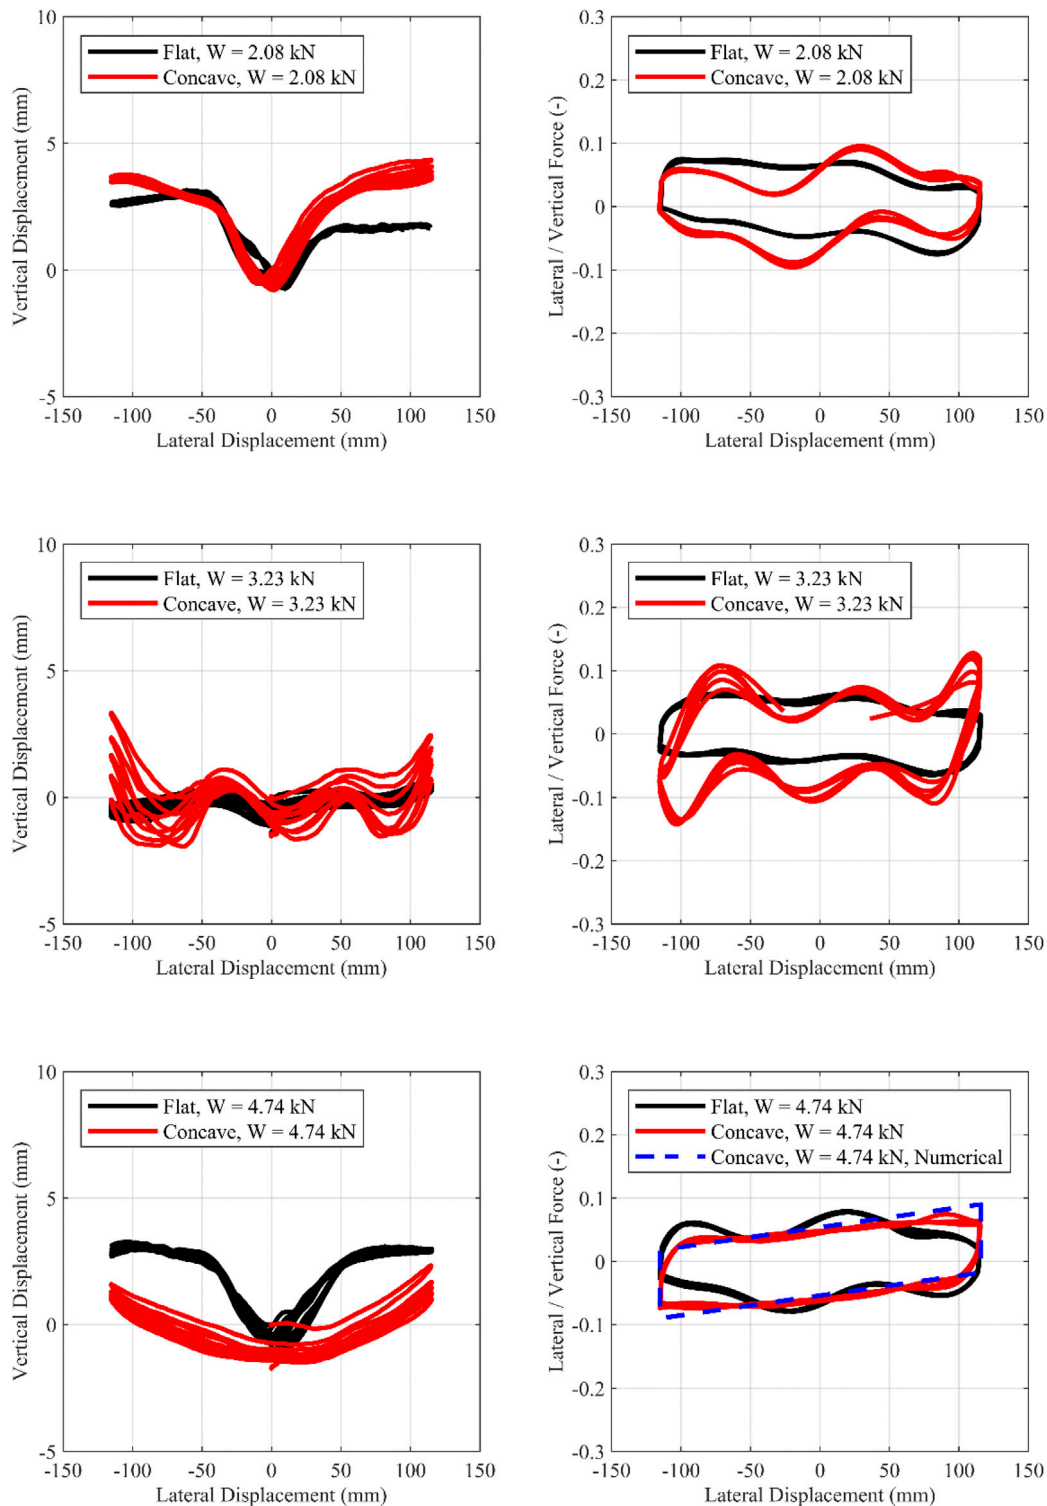 Flat, W = 2.08 kN
Concave, W = 2.08 kN
Vertical Displacement (mm)
10
5
0
-5
-150 -100 -50 0 50 100 150
Lateral Displacement (mm)
Flat, W = 2.08 kN
Concave, W = 2.08 kN
Lateral / Vertical Force (-)
0.3
0.2
0.1
0
-0.1
-0.2
-0.3
-150 -100 -50 0 50 100 150
Lateral Displacement (mm)
Flat, W = 3.23 kN
Concave, W = 3.23 kN
Vertical Displacement (mm)
10
5
0
-5
-150 -100 -50 0 50 100 150
Lateral Displacement (mm)
Flat, W = 3.23 kN
Concave, W = 3.23 kN
Lateral / Vertical Force (-)
0.3
0.2
0.1
0
-0.1
-0.2
-0.3
-150 -100 -50 0 50 100 150
Lateral Displacement (mm)
Flat, W = 4.74 kN
Concave, W = 4.74 kN
Vertical Displacement (mm)
10
5
0
-5
-150 -100 -50 0 50 100 150
Lateral Displacement (mm)
Flat, W = 4.74 kN
Concave, W = 4.74 kN
Concave, W = 4.74 kN, Numerical
Lateral / Vertical Force (-)
0.3
0.2
0.1
0
-0.1
-0.2
-0.3
-150 -100 -50 0 50 100 150
Lateral Displacement (mm)